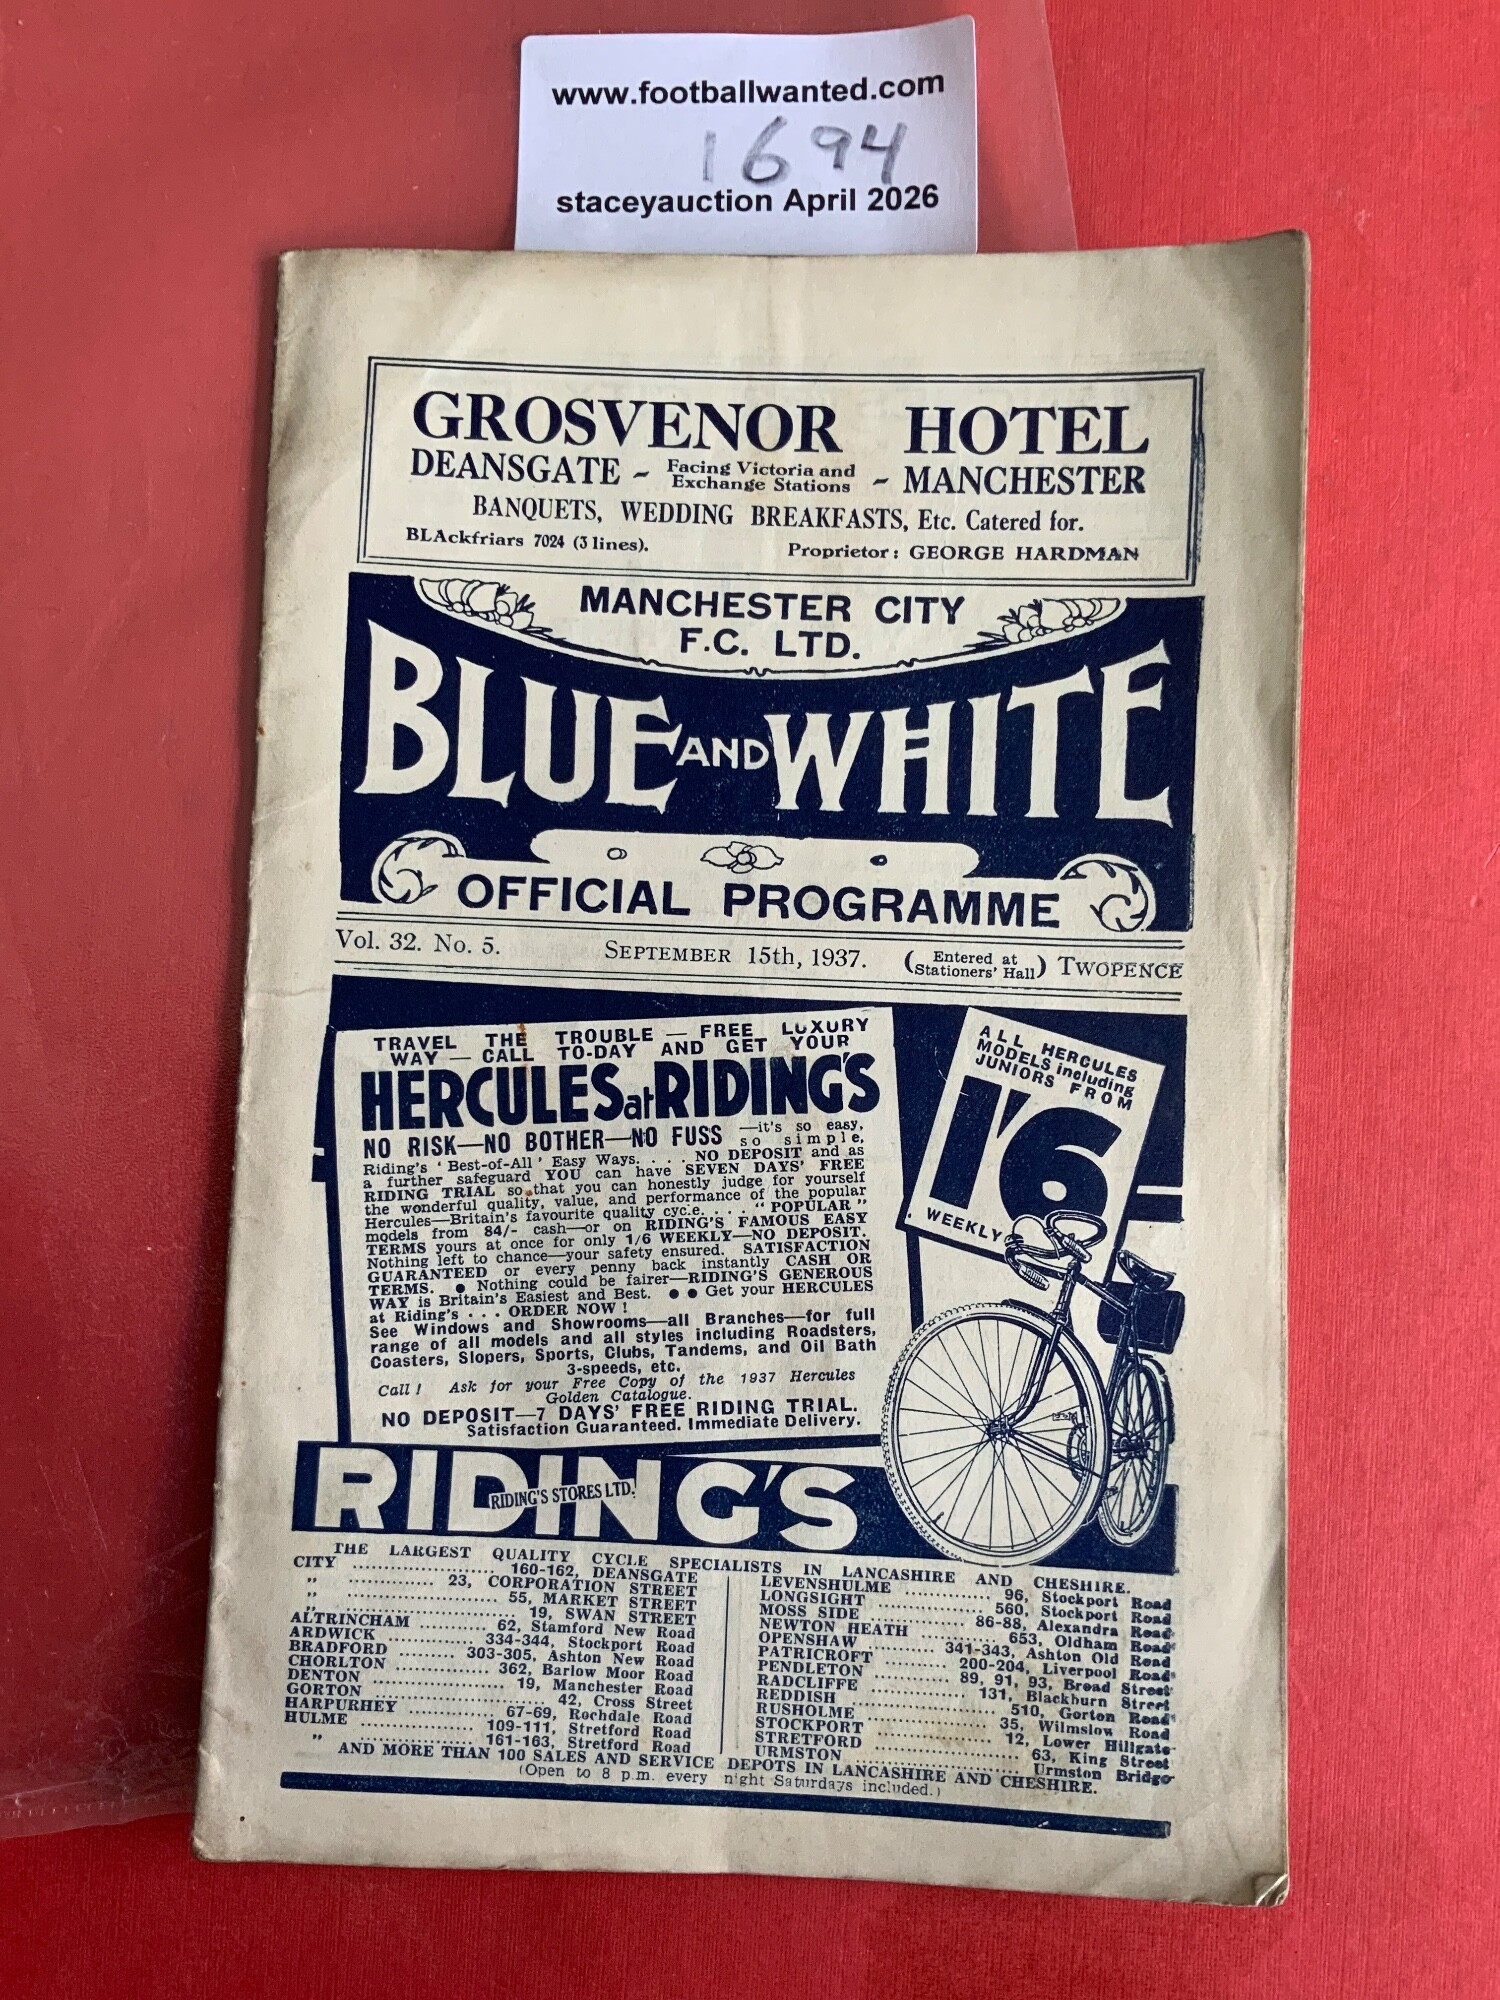 www.footballwanted.com
1694
staceyauction April 2026
GROSVENOR HOTEL
DEANSGATE ~ Facing Victoria and Exchange Stations ~ MANCHESTER
BANQUETS, WEDDING BREAKFASTS, Etc. Catered for.
BLAckfriars 7024 (3 lines). Proprietor: GEORGE HARDMAN
MANCHESTER CITY
F.C. LTD.
BLUE AND WHITE
OFFICIAL PROGRAMME
Vol. 32. No. 5. SEPTEMBER 15th, 1937. (Entered at Stationers' Hall) TWOPENCE
TRAVEL THE TROUBLE — FREE LUXURY
WAY — CALL TO-DAY AND GET YOUR
HERCULES at RIDING'S
NO RISK—NO BOTHER—NO FUSS —it's so easy,
so simple,
Riding's 'Best-of-All' Easy Ways. . . . NO DEPOSIT and as
a further safeguard YOU can have SEVEN DAYS' FREE
RIDING TRIAL so that you can honestly judge for yourself
the wonderful quality, value, and performance of the popular
Hercules—Britain's favourite quality cyc.e. . . . "POPULAR"
models from 84/- cash—or on RIDING'S FAMOUS EASY
TERMS yours at once for only 1/6 WEEKLY—NO DEPOSIT.
Nothing left to chance—your safety ensured. SATISFACTION
GUARANTEED or every penny back instantly CASH OR
TERMS. ● Nothing could be fairer—RIDING'S GENEROUS
WAY is Britain's Easiest and Best. ● ● Get your HERCULES
at Riding's . . . ORDER NOW !
See Windows and Showrooms—all Branches—for full
range of all models and all styles including Roadsters,
Coasters, Slopers, Sports, Clubs, Tandems, and Oil Bath
3-speeds, etc.
Call ! Ask for your Free Copy of the 1937 Hercules
Golden Catalogue.
NO DEPOSIT—7 DAYS' FREE RIDING TRIAL.
Satisfaction Guaranteed. Immediate Delivery.
ALL HERCULES
MODELS including
JUNIORS FROM
1'6
WEEKLY
RIDING'S
RIDING'S STORES LTD.
THE LARGEST QUALITY CYCLE SPECIALISTS IN LANCASHIRE AND CHESHIRE.
CITY .................... 160-162, DEANSGATE
" ............ 23, CORPORATION STREET
" .................... 55, MARKET STREET
" .................... 19, SWAN STREET
ALTRINCHAM .......... 62, Stamford New Road
ARDWICK .............. 334-344, Stockport Road
BRADFORD ........ 303-305, Ashton New Road
CHORLTON ............ 362, Barlow Moor Road
DENTON .................. 19, Manchester Road
GORTON ...................... 42, Cross Street
HARPURHEY ............ 67-69, Rochdale Road
HULME ................ 109-111, Stretford Road
" .................... 161-163, Stretford Road
LEVENSHULME ............ 96, Stockport Road
LONGSIGHT ............... 560, Stockport Road
MOSS SIDE ............ 86-88, Alexandra Road
NEWTON HEATH ........... 653, Oldham Road
OPENSHAW .......... 341-343, Ashton Old Road
PATRICROFT .......... 200-204, Liverpool Road
PENDLETON ............ 89, 91, 93, Broad Street
RADCLIFFE ............... 131, Blackburn Street
REDDISH .................... 510, Gorton Road
RUSHOLME .................. 35, Wilmslow Road
STOCKPORT .................. 12, Lower Hillgate
STRETFORD .................... 63, King Street
URMSTON ...................... Urmston Bridge
AND MORE THAN 100 SALES AND SERVICE DEPOTS IN LANCASHIRE AND CHESHIRE.
(Open to 8 p.m. every night Saturdays included.)